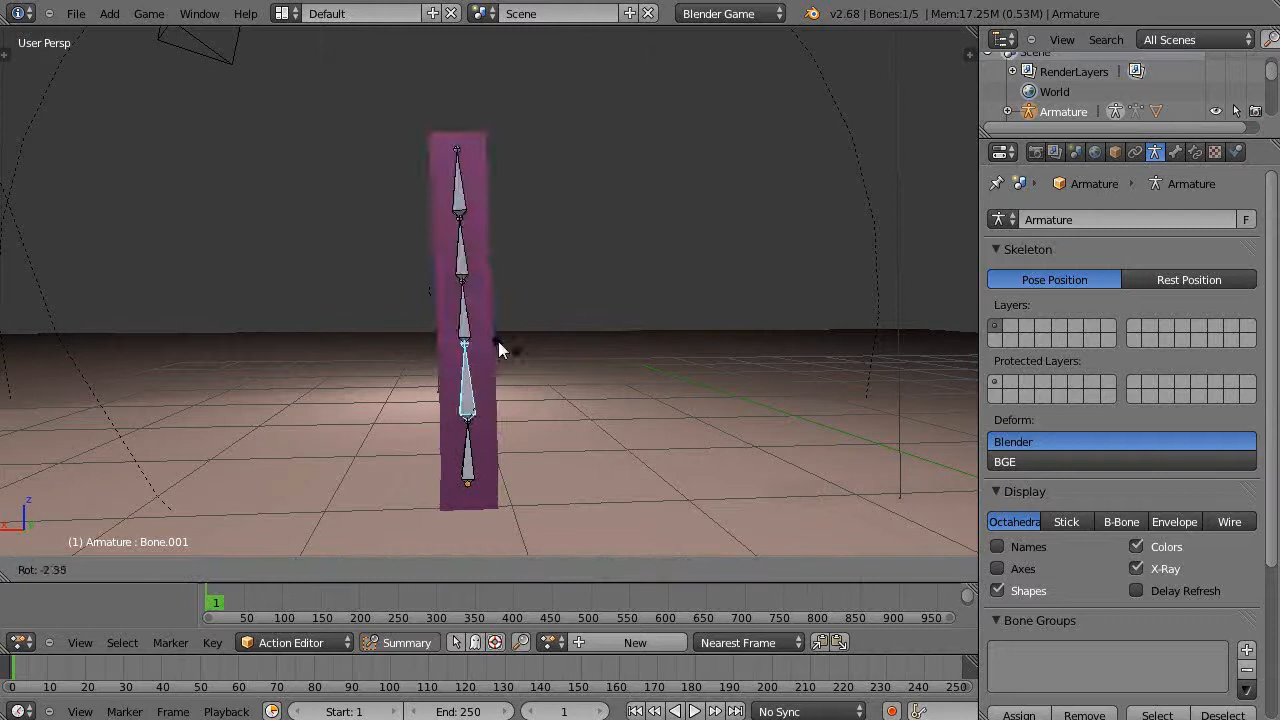 File Add Game Window Help Default Scene Blender Game v2.68 | Bones:1/5 | Mem:17.25M (0.53M) | Armature
User Persp
View Search All Scenes
Scene
RenderLayers
World
Armature
Armature Armature
Armature F
Skeleton
Pose Position Rest Position
Layers:
Protected Layers:
Deform:
Blender
BGE
Display
Octahedra Stick B-Bone Envelope Wire
Names Colors
Axes X-Ray
Shapes Delay Refresh
Bone Groups
Assign Remove Select Deselect
z
x
(1) Armature : Bone.001
Rot: -2.35
1
50 100 150 200 250 300 350 400 450 500 550 600 650 700 750 800 850 900 950
View Select Marker Key Action Editor Summary New Nearest Frame
0 10 20 30 40 50 60 70 80 90 100 110 120 130 140 150 160 170 180 190 200 210 220 230 240 250
View Marker Frame Playback Start: 1 End: 250 1 No Sync